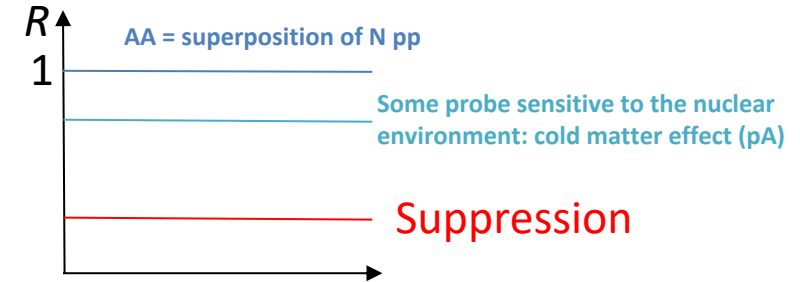 R
AA = superposition of N pp
1
Some probe sensitive to the nuclear
environment: cold matter effect (pA)
Suppression